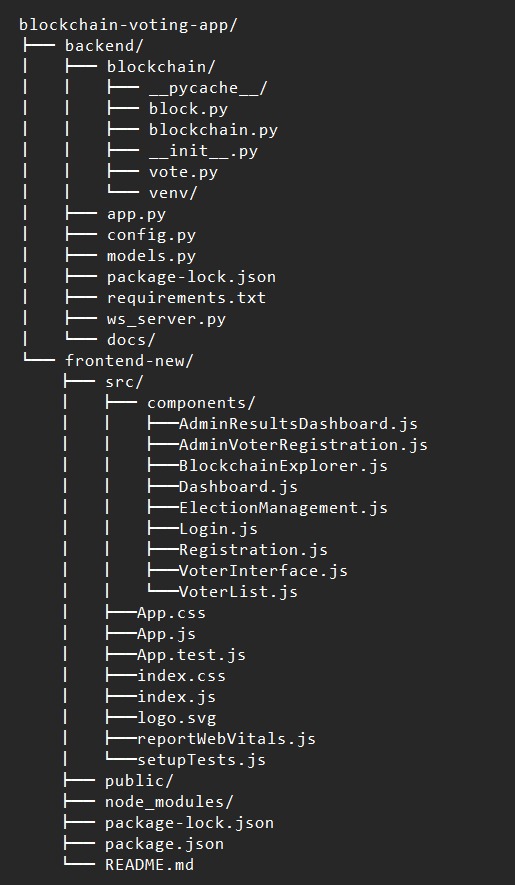 blockchain-voting-app/
├── backend/
│   ├── blockchain/
│   │   ├── __pycache__/
│   │   ├── block.py
│   │   ├── blockchain.py
│   │   ├── __init__.py
│   │   ├── vote.py
│   │   └── venv/
│   ├── app.py
│   ├── config.py
│   ├── models.py
│   ├── package-lock.json
│   ├── requirements.txt
│   ├── ws_server.py
│   └── docs/
└── frontend-new/
    ├── src/
    │   ├── components/
    │   │   ├──AdminResultsDashboard.js
    │   │   ├──AdminVoterRegistration.js
    │   │   ├──BlockchainExplorer.js
    │   │   ├──Dashboard.js
    │   │   ├──ElectionManagement.js
    │   │   ├──Login.js
    │   │   ├──Registration.js
    │   │   ├──VoterInterface.js
    │   │   └──VoterList.js
    │   ├──App.css
    │   ├──App.js
    │   ├──App.test.js
    │   ├──index.css
    │   ├──index.js
    │   ├──logo.svg
    │   ├──reportWebVitals.js
    │   └──setupTests.js
    ├── public/
    ├── node_modules/
    ├── package-lock.json
    ├── package.json
    └── README.md